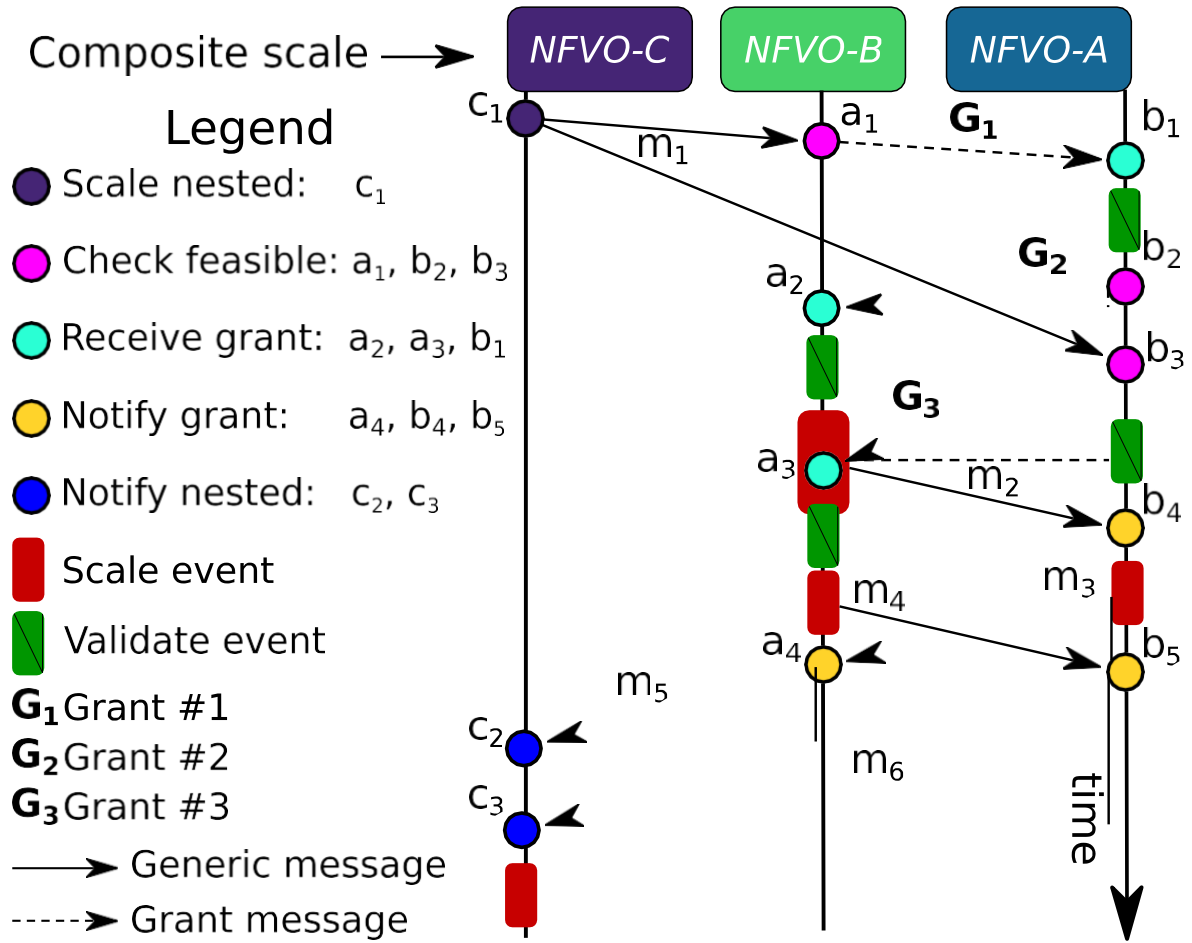 Composite scale
NFVO-C
NFVO-B
NFVO-A
Legend
Scale nested: c₁
Check feasible: a₁, b₂, b₃
Receive grant: a₂, a₃, b₁
Notify grant: a₄, b₄, b₅
Notify nested: c₂, c₃
Scale event
Validate event
G₁ Grant #1
G₂ Grant #2
G₃ Grant #3
Generic message
Grant message
c₁
m₁
a₁
G₁
b₁
b₂
G₂
a₂
b₃
G₃
a₃
m₂
b₄
m₃
m₄
a₄
b₅
m₅
c₂
m₆
c₃
time